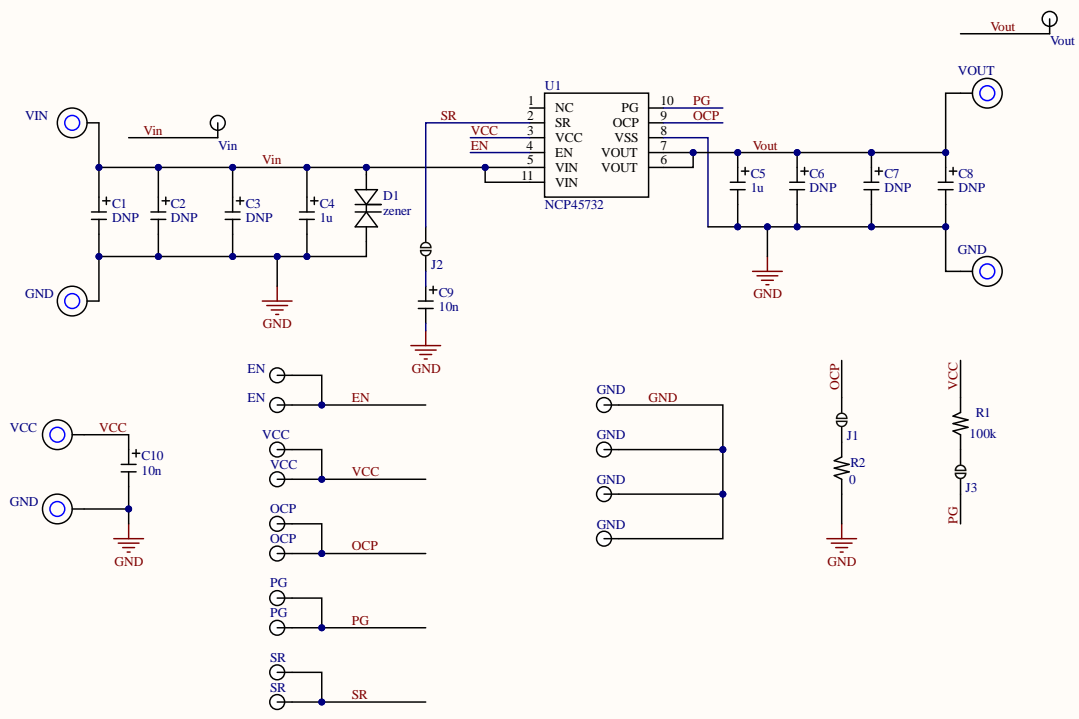 Vout
Vout
VOUT
U1
VIN
Vin
Vin
SR
VCC
EN
1 NC
2 SR
3 VCC
4 EN
5 VIN
11 VIN
PG 10 PG
OCP 9 OCP
VSS 8
VOUT 7
VOUT 6
NCP45732
Vin
Vout
C1
DNP
C2
DNP
C3
DNP
C4
1u
D1
zener
C5
1u
C6
DNP
C7
DNP
C8
DNP
GND
GND
J2
C9
10n
GND
GND
GND
EN
EN
EN
VCC
VCC
C10
10n
GND
GND
VCC
VCC
VCC
OCP
OCP
OCP
PG
PG
PG
SR
SR
SR
GND
GND
GND
GND
GND
OCP
J1
R2
0
GND
VCC
R1
100k
J3
PG